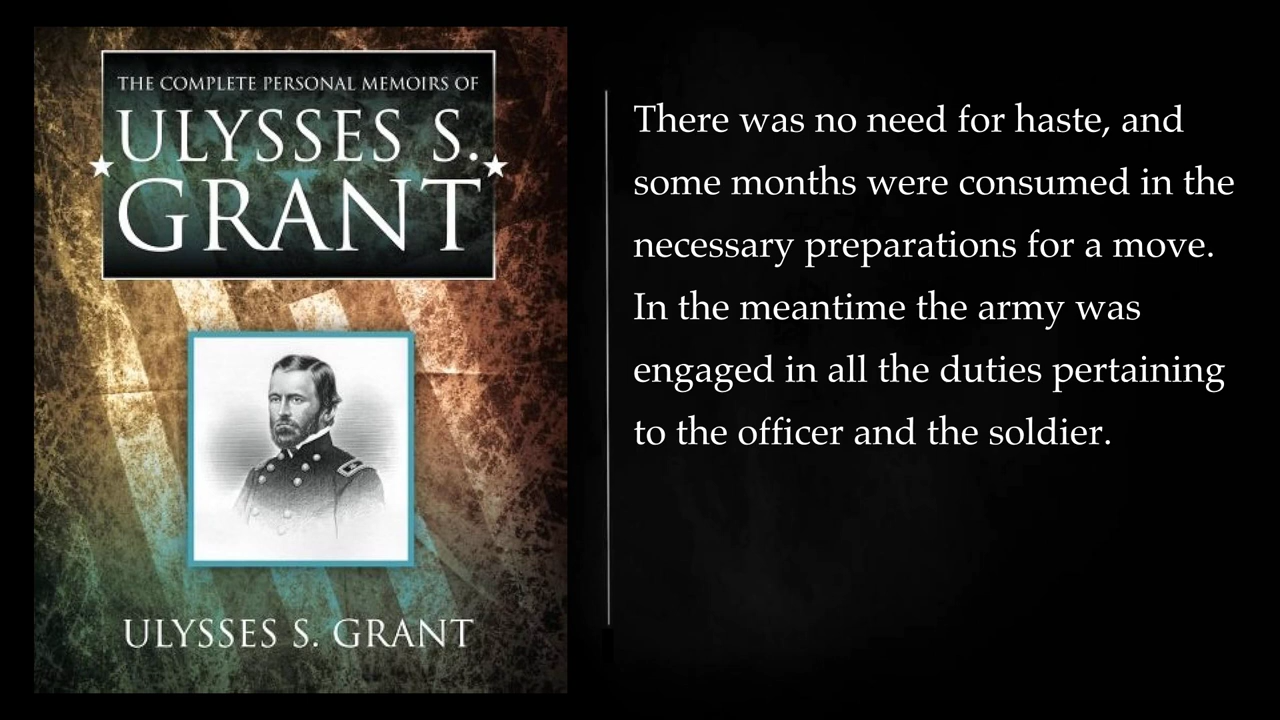 THE COMPLETE PERSONAL MEMOIRS OF
ULYSSES S.
GRANT
ULYSSES S. GRANT
There was no need for haste, and
some months were consumed in the
necessary preparations for a move.
In the meantime the army was
engaged in all the duties pertaining
to the officer and the soldier.